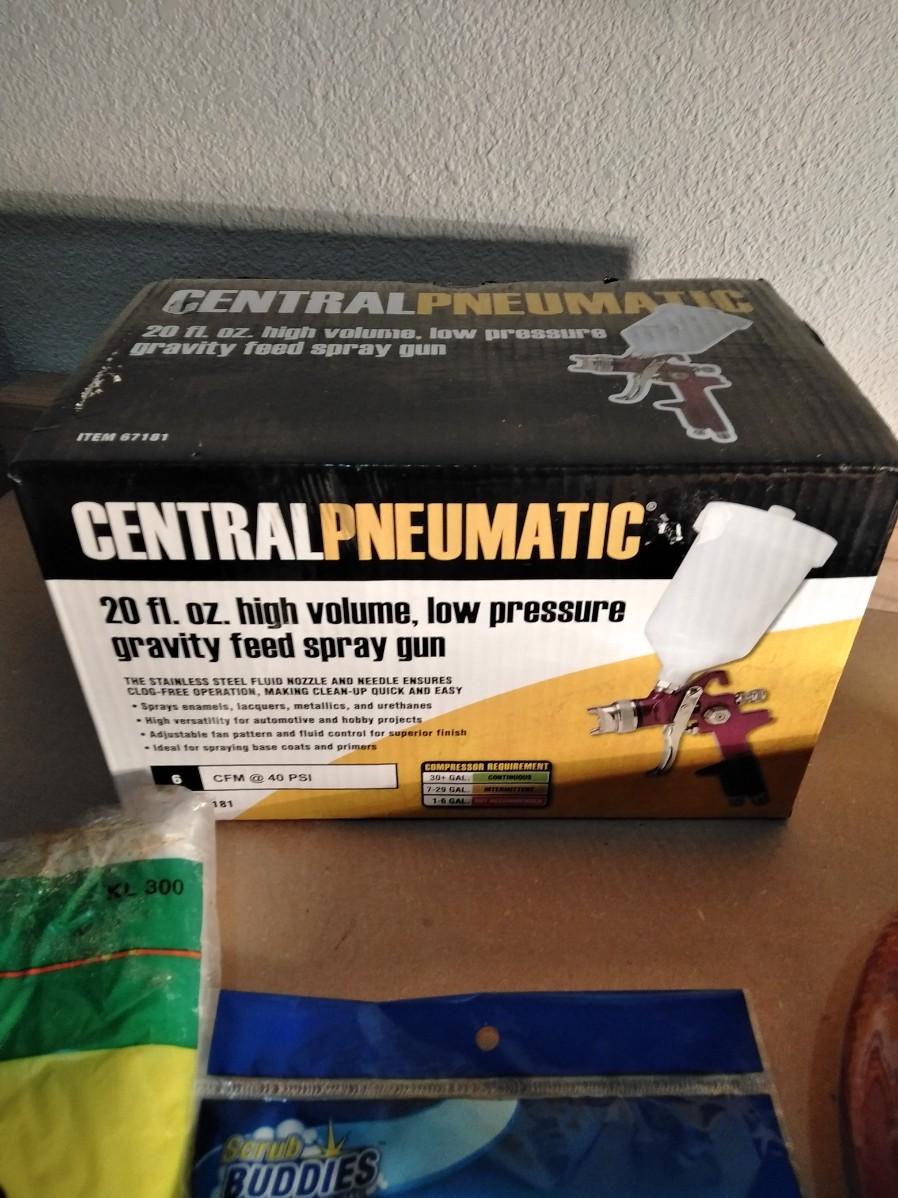 CENTRALPNEUMATIC
20 fl. oz. high volume, low pressure
gravity feed spray gun
ITEM 67181
CENTRALPNEUMATIC®
20 fl. oz. high volume, low pressure
gravity feed spray gun
THE STAINLESS STEEL FLUID NOZZLE AND NEEDLE ENSURES
CLOG-FREE OPERATION, MAKING CLEAN-UP QUICK AND EASY
• Sprays enamels, lacquers, metallics, and urethanes
• High versatility for automotive and hobby projects
• Adjustable fan pattern and fluid control for superior finish
• Ideal for spraying base coats and primers
6 CFM @ 40 PSI
COMPRESSOR REQUIREMENT
30+ GAL. CONTINUOUS
7-29 GAL. INTERMITTENT
1-6 GAL. NOT RECOMMENDED
181
KL 300
Scrub
BUDDIES